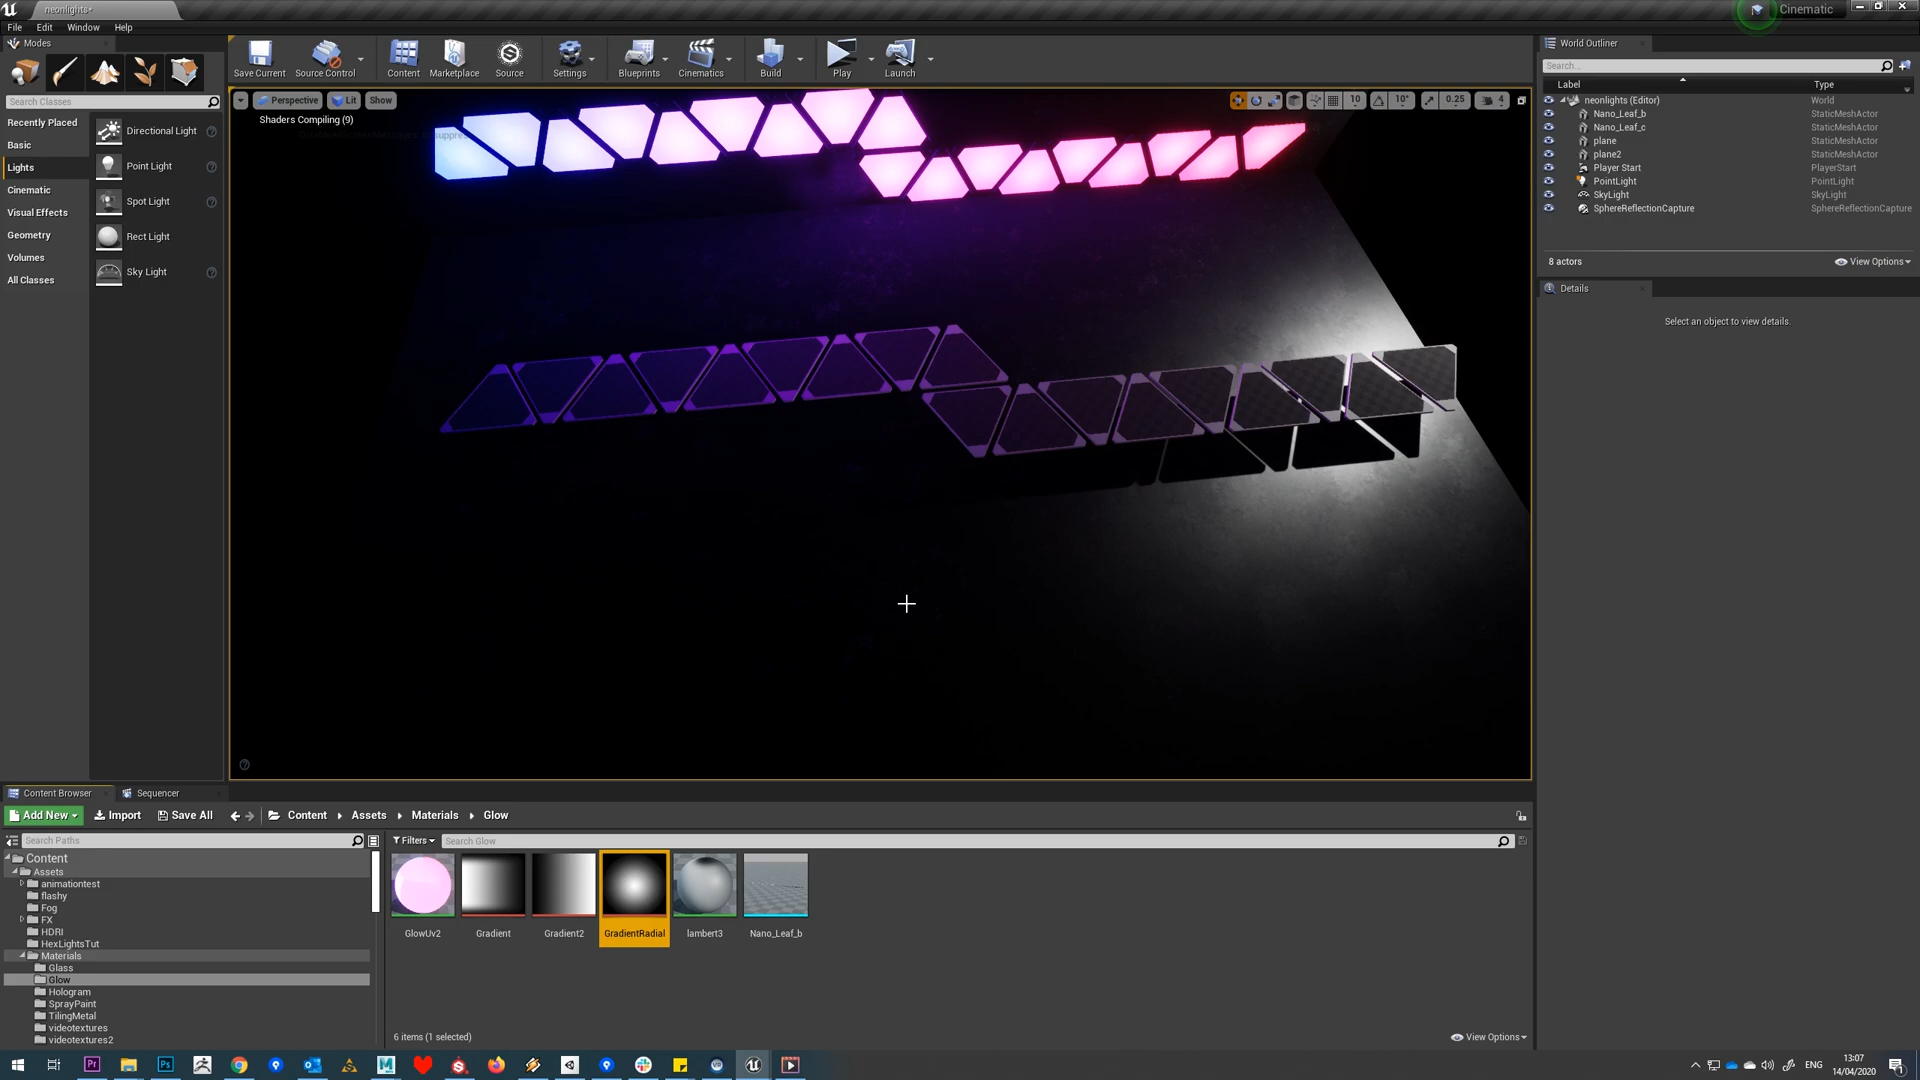 neonlights*
Cinematic
File Edit Window Help
Modes
Search Classes
Recently Placed
Basic
Lights
Cinematic
Visual Effects
Geometry
Volumes
All Classes
Directional Light
Point Light
Spot Light
Rect Light
Sky Light
Save Current
Source Control
Content
Marketplace
Source
Settings
Blueprints
Cinematics
Build
Play
Launch
Perspective Lit Show
10 10° 0.25 4
Shaders Compiling (9)
World Outliner
Search...
Label Type
neonlights (Editor) World
Nano_Leaf_b StaticMeshActor
Nano_Leaf_c StaticMeshActor
plane StaticMeshActor
plane2 StaticMeshActor
Player Start PlayerStart
PointLight PointLight
SkyLight SkyLight
SphereReflectionCapture SphereReflectionCapture
8 actors View Options
Details
Select an object to view details.
Content Browser Sequencer
Add New Import Save All Content Assets Materials Glow
Search Paths
Filters Search Glow
Content
Assets
animationtest
flashy
Fog
FX
HDRI
HexLightsTut
Materials
Glass
Glow
Hologram
SprayPaint
TilingMetal
videotextures
videotextures2
GlowUv2 Gradient Gradient2 GradientRadial lambert3 Nano_Leaf_b
6 items (1 selected) View Options
Pr Ps M
ENG
13:07
14/04/2020